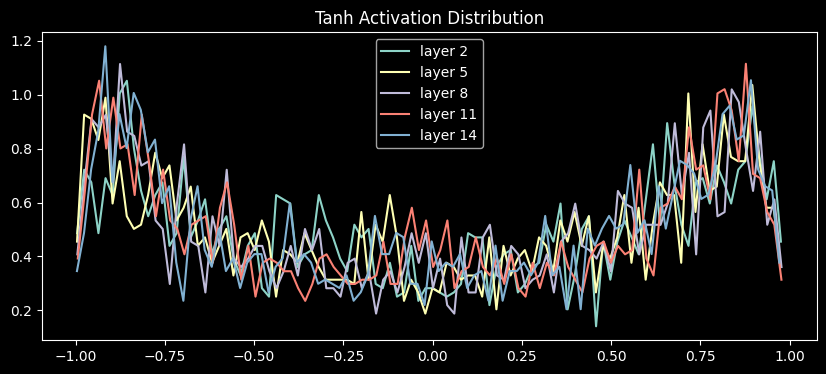 Tanh Activation Distribution
1.2
1.0
0.8
0.6
0.4
0.2
layer 2
layer 5
layer 8
layer 11
layer 14
−1.00 −0.75 −0.50 −0.25 0.00 0.25 0.50 0.75 1.00